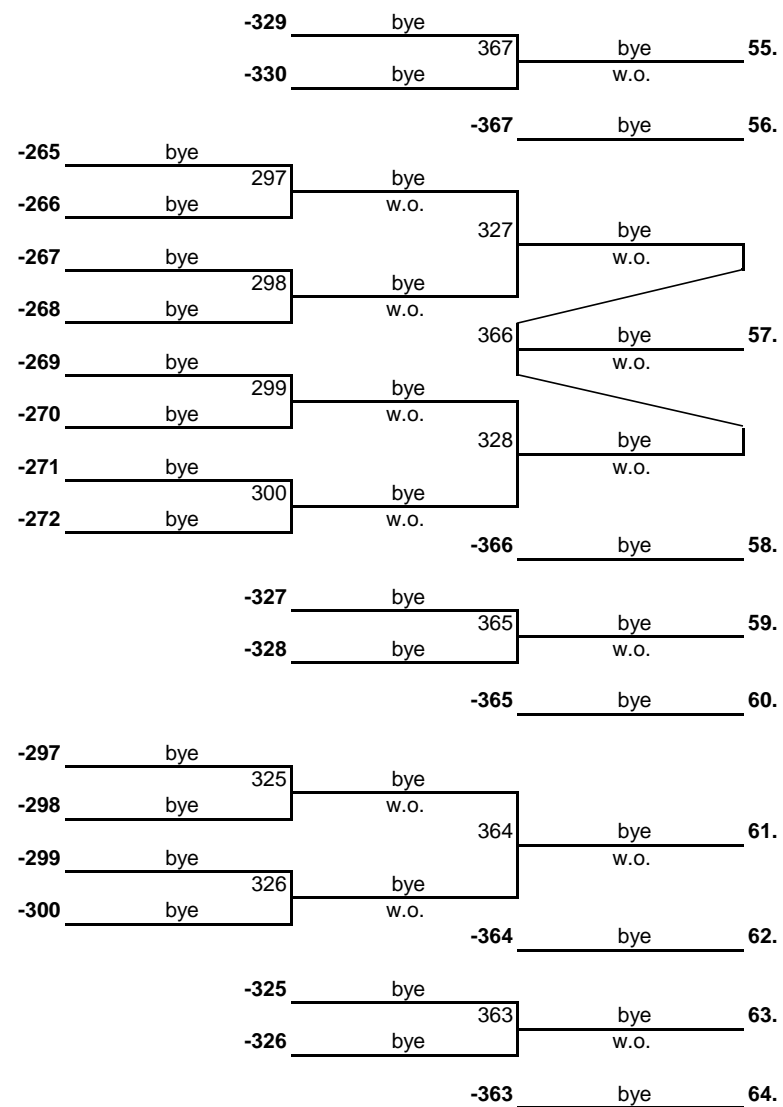 -329 bye
367 bye 55.
-330 bye w.o.
-367 bye 56.
-265 bye
297 bye
-266 bye w.o.
327 bye
-267 bye w.o.
298 bye
-268 bye w.o.
366 bye 57.
-269 bye w.o.
299 bye
-270 bye w.o.
328 bye
-271 bye w.o.
300 bye
-272 bye w.o.
-366 bye 58.
-327 bye
365 bye 59.
-328 bye w.o.
-365 bye 60.
-297 bye
325 bye
-298 bye w.o.
364 bye 61.
-299 bye w.o.
326 bye
-300 bye w.o.
-364 bye 62.
-325 bye
363 bye 63.
-326 bye w.o.
-363 bye 64.